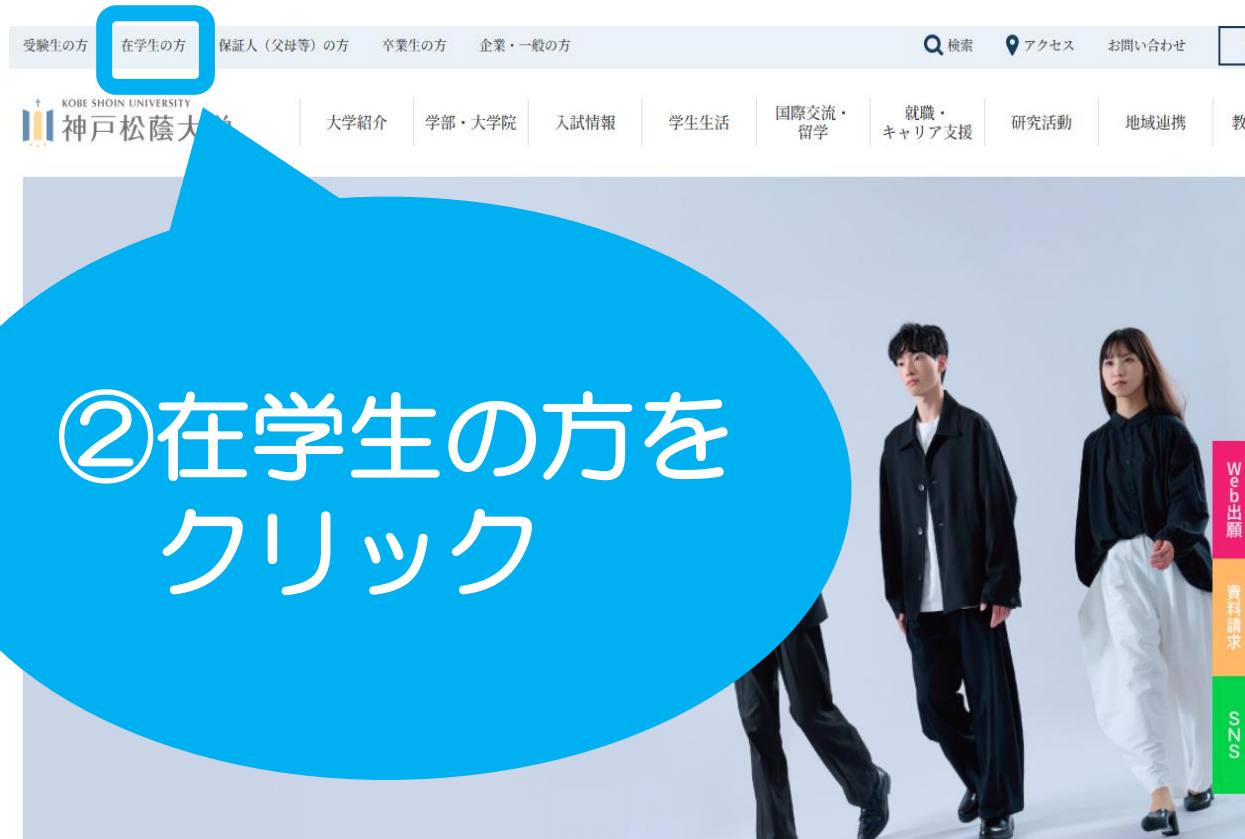 受験生の方 在学生の方 保証人（父母等）の方 卒業生の方 企業・一般の方 検索 アクセス お問い合わせ
KOBE SHOIN UNIVERSITY
神戸松蔭大
大学紹介 学部・大学院 入試情報 学生生活 国際交流・留学 就職・キャリア支援 研究活動 地域連携 教
②在学生の方を
クリック
Web出願
資料請求
SNS